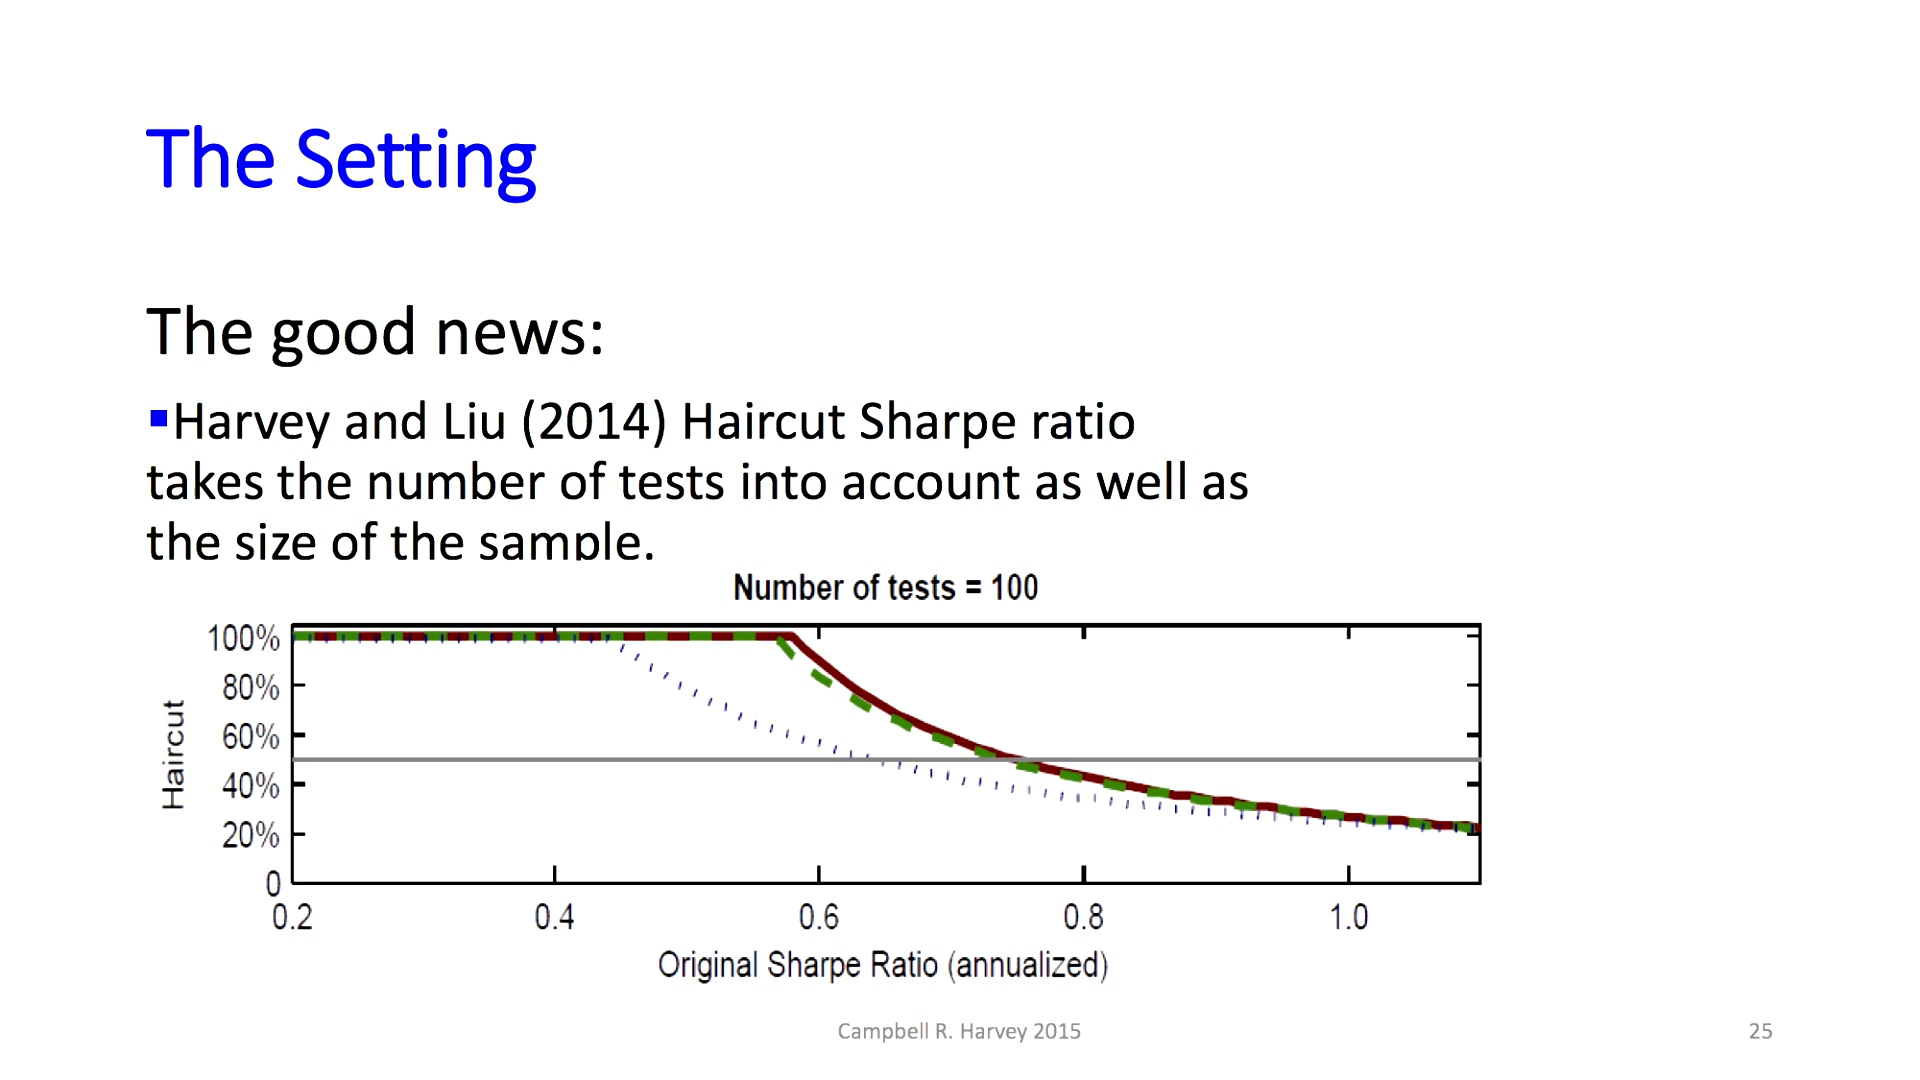 The Setting
The good news:
▪Harvey and Liu (2014) Haircut Sharpe ratio
takes the number of tests into account as well as
the size of the sample.
Number of tests = 100
100%
80%
60%
40%
20%
0
Haircut
0.2 0.4 0.6 0.8 1.0
Original Sharpe Ratio (annualized)
Campbell R. Harvey 2015
25